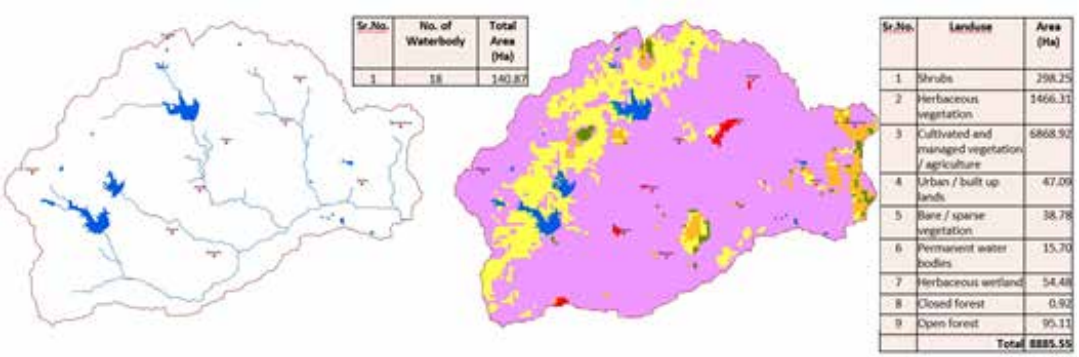 Sr.No. No. of Total
Waterbody Area
(Ha)
1 18 140.87
Sr.No. Landuse Area
(Ha)
1 Shrubs 298.25
2 Herbaceous 1466.31
vegetation
3 Cultivated and 6868.92
managed vegetation
/ agriculture
4 Urban / built up 47.09
lands
5 Bare / sparse 38.78
vegetation
6 Permanent water 15.70
bodies
7 Herbaceous wetland 54.48
8 Closed forest 0.92
9 Open forest 95.11
Total 8885.55